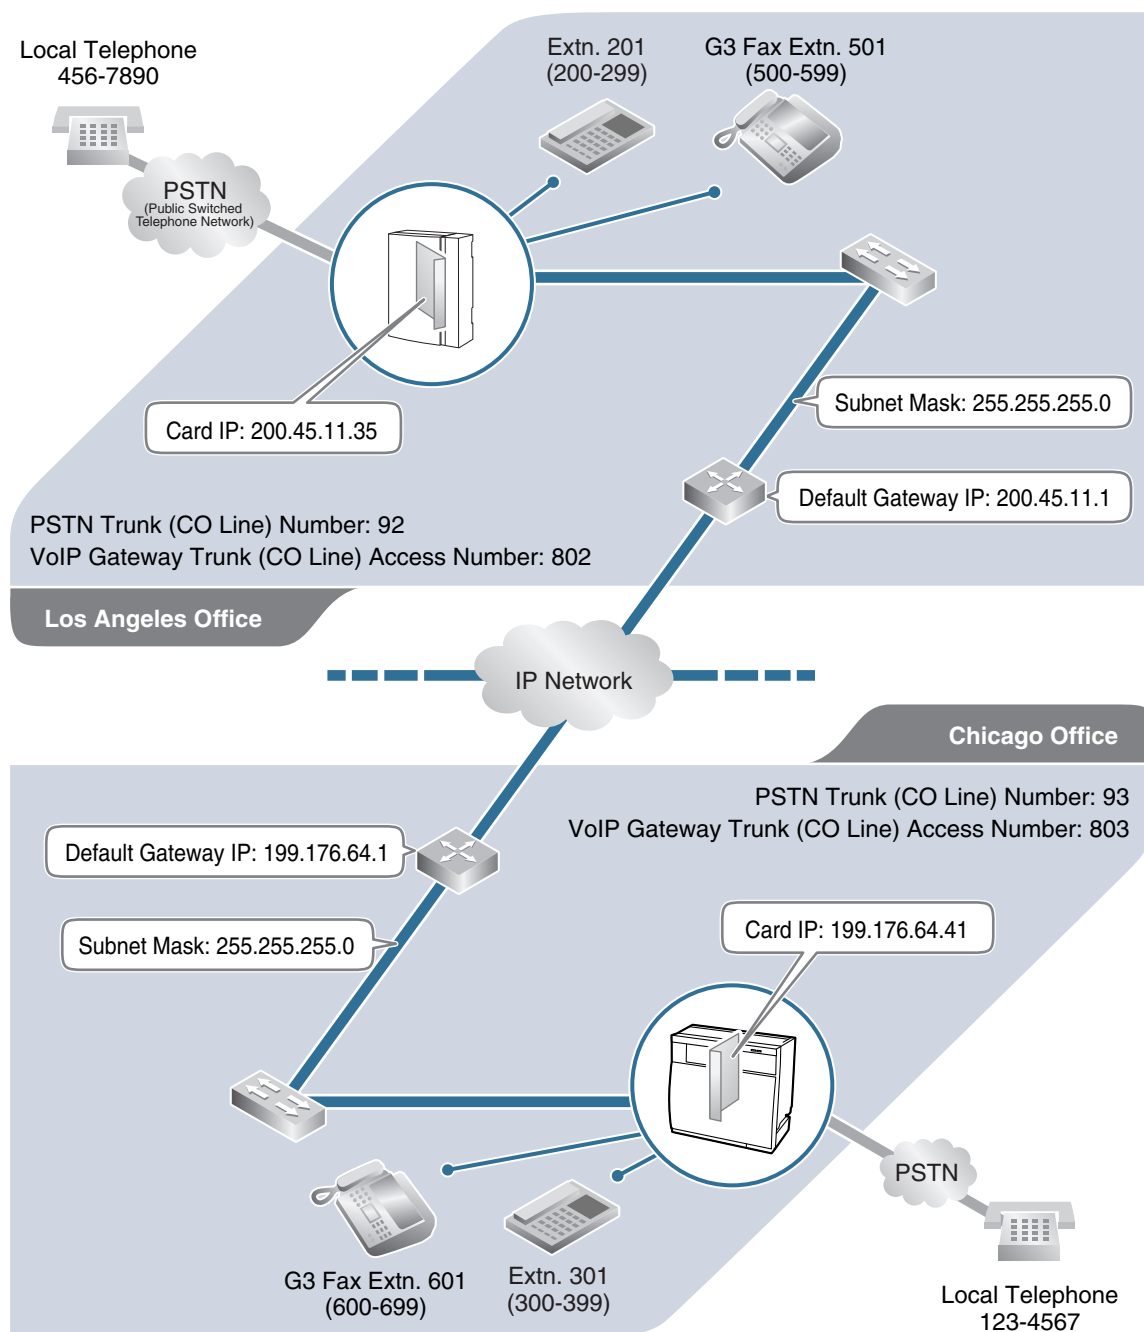 Local Telephone
456-7890
Extn. 201
(200-299)
G3 Fax Extn. 501
(500-599)
PSTN
(Public Switched
Telephone Network)
Card IP: 200.45.11.35
Subnet Mask: 255.255.255.0
Default Gateway IP: 200.45.11.1
PSTN Trunk (CO Line) Number: 92
VoIP Gateway Trunk (CO Line) Access Number: 802
Los Angeles Office
IP Network
Chicago Office
PSTN Trunk (CO Line) Number: 93
VoIP Gateway Trunk (CO Line) Access Number: 803
Default Gateway IP: 199.176.64.1
Subnet Mask: 255.255.255.0
Card IP: 199.176.64.41
PSTN
G3 Fax Extn. 601
(600-699)
Extn. 301
(300-399)
Local Telephone
123-4567